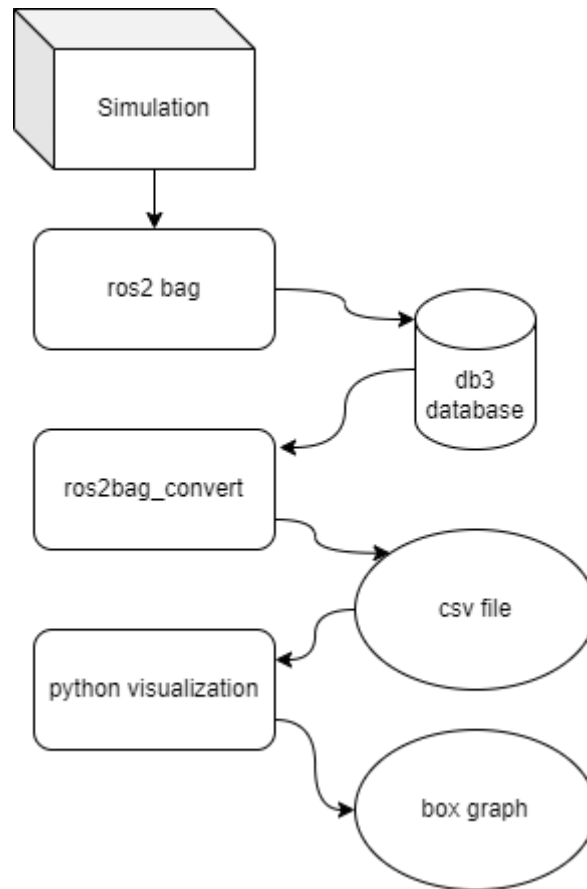 Simulation
ros2 bag
db3
database
ros2bag_convert
csv file
python visualization
box graph